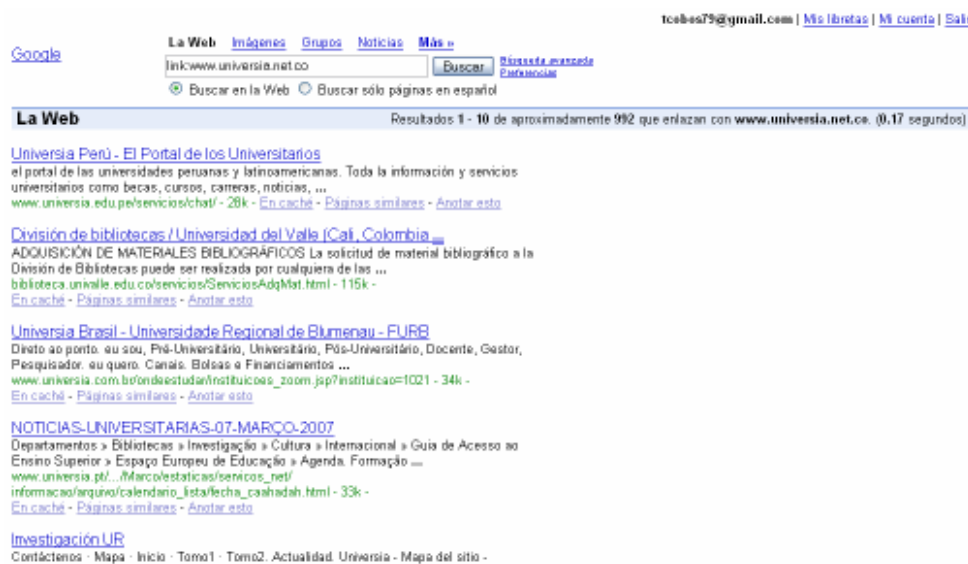 tcobos79@gmail.com | Mis libretas | Mi cuenta | Sali
Google
La Web Imágenes Grupos Noticias Más »
link:www.universia.net.co Buscar Búsqueda avanzada
Preferencias
Buscar en la Web Buscar sólo páginas en español
La Web Resultados 1 - 10 de aproximadamente 992 que enlazan con www.universia.net.co. (0.17 segundos)
Universia Perú - El Portal de los Universitarios
el portal de las universidades peruanas y latinoamericanas. Toda la información y servicios
universitarios como becas, cursos, carreras, noticias, ...
www.universia.edu.pe/servicios/chat/ - 28k - En caché - Páginas similares - Anotar esto
División de bibliotecas / Universidad del Valle (Cali, Colombia ...
ADQUISICIÓN DE MATERIALES BIBLIOGRÁFICOS La solicitud de material bibliográfico a la
División de Bibliotecas puede ser realizada por cualquiera de las ...
biblioteca.univalle.edu.co/servicios/ServiciosAdqMat.html - 115k -
En caché - Páginas similares - Anotar esto
Universia Brasil - Universidade Regional de Blumenau - FURB
Direto ao ponto. eu sou, Pré-Universitário, Universitário, Pós-Universitário, Docente, Gestor,
Pesquisador. eu quero. Canais. Bolsas e Financiamentos ...
www.universia.com.br/ondeestudar/instituicoes_zoom.jsp?instituicao=1021 - 34k -
En caché - Páginas similares - Anotar esto
NOTICIAS-UNIVERSITARIAS-07-MARÇO-2007
Departamentos » Bibliotecas » Investigação » Cultura » Internacional » Guia de Acesso ao
Ensino Superior » Espaço Europeu de Educação » Agenda. Formação ...
www.universia.pt/.../Marco/estaticas/servicos_net/
informacao/arquivo/calendario_lista/fecha_caahadah.html - 33k -
En caché - Páginas similares - Anotar esto
Investigación UR
Contáctenos · Mapa · Inicio · Tomo1 · Tomo2. Actualidad. Universia - Mapa del sitio -